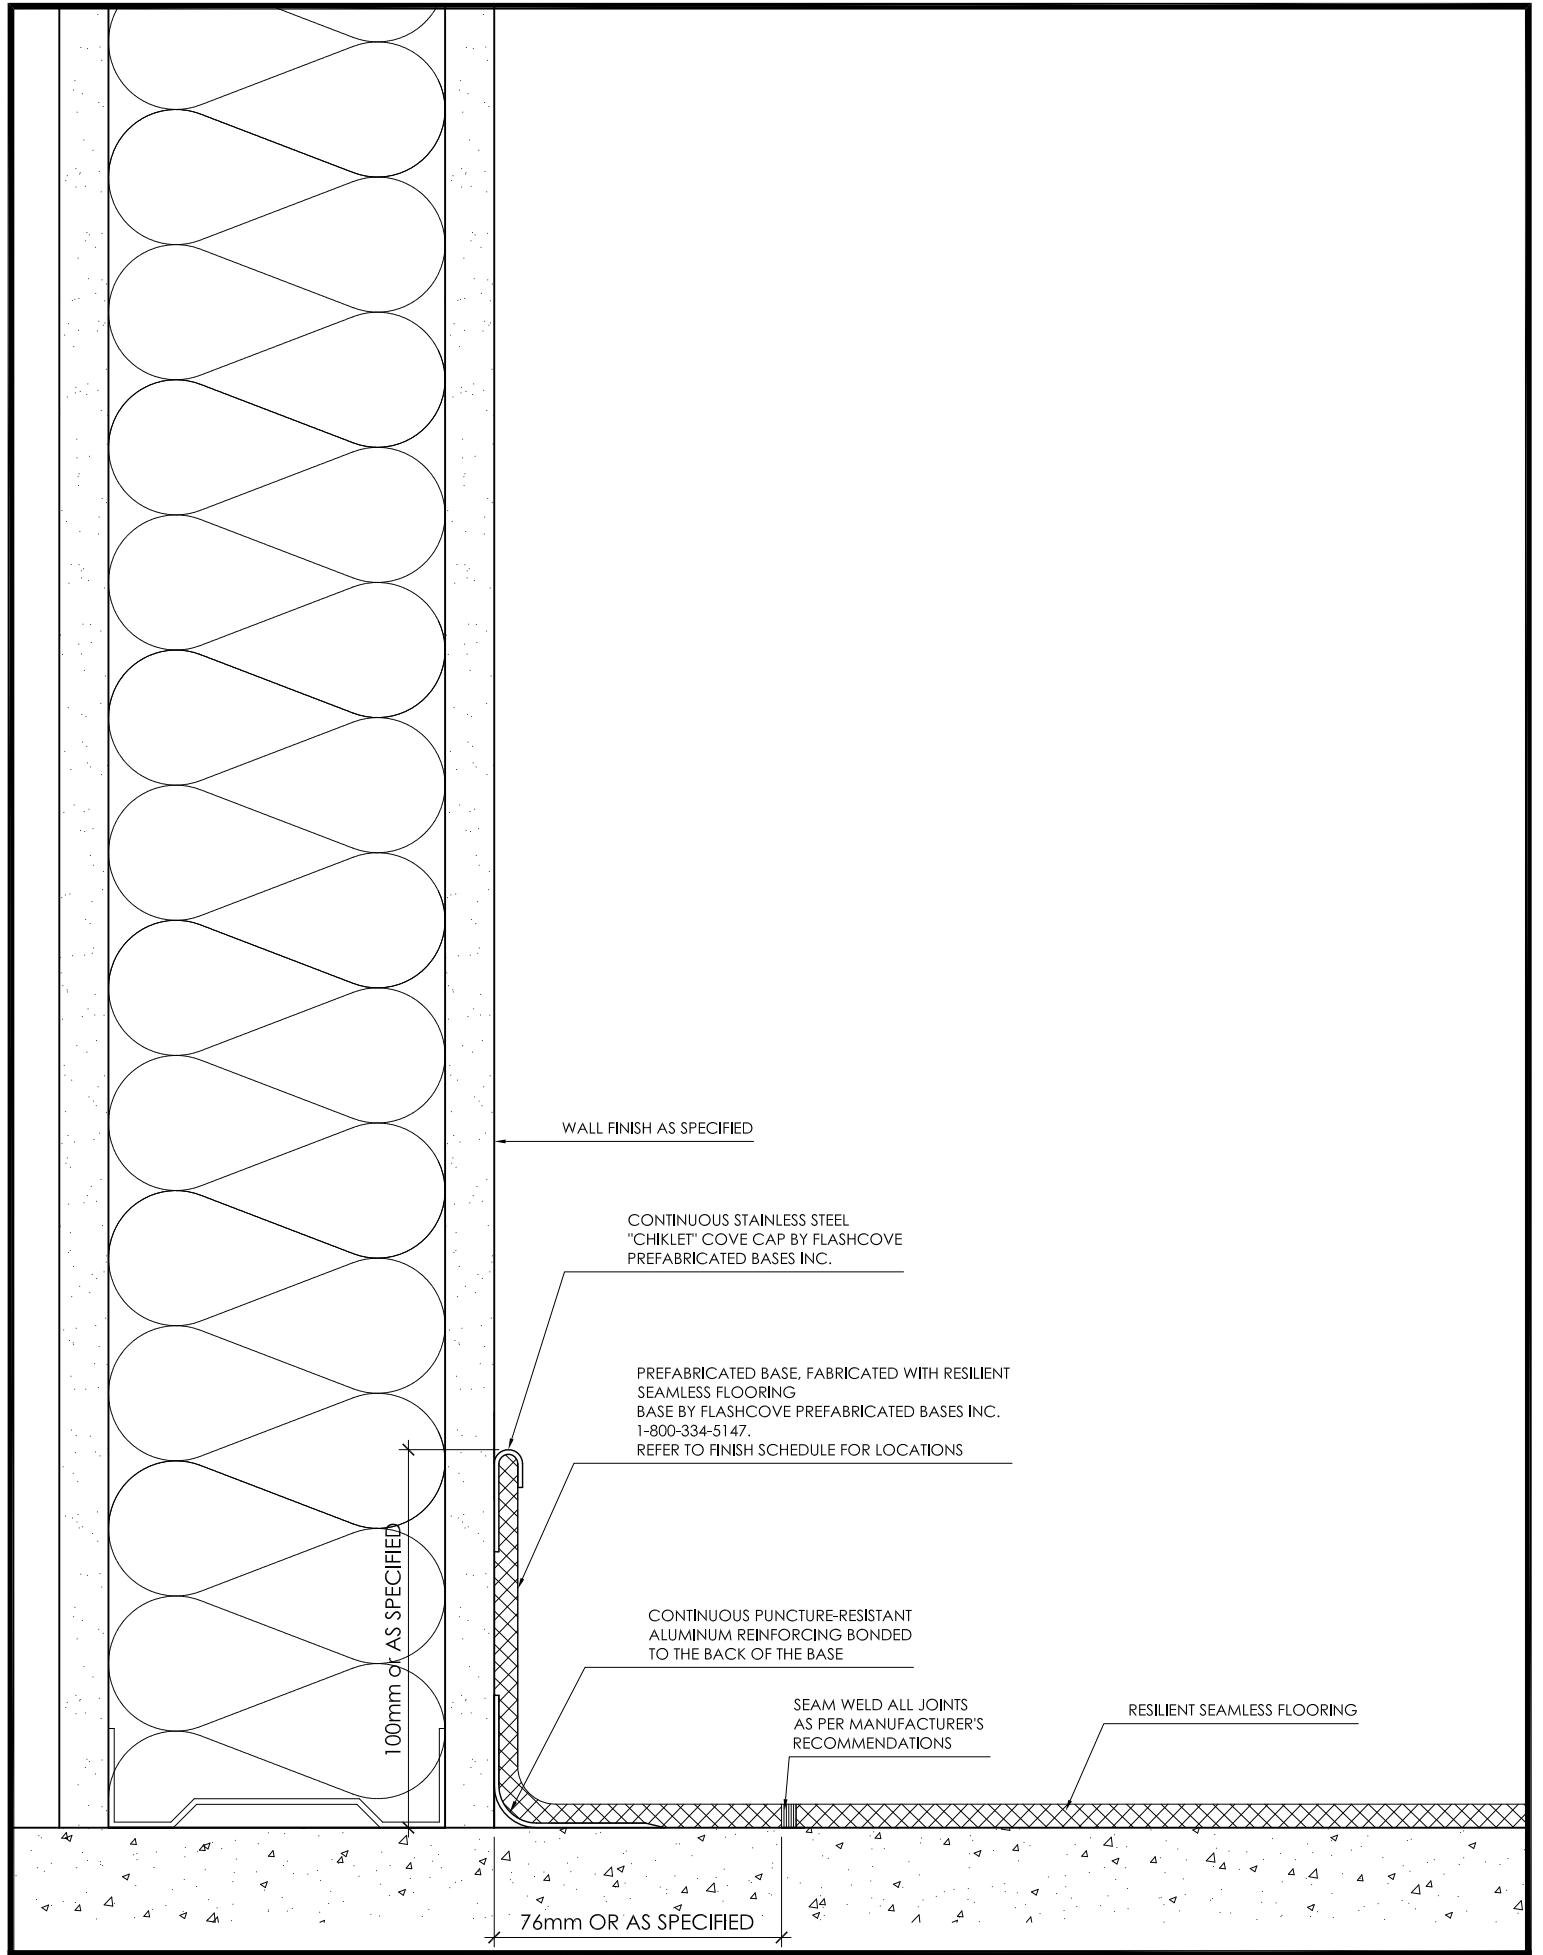 WALL FINISH AS SPECIFIED
CONTINUOUS STAINLESS STEEL
"CHIKLET" COVE CAP BY FLASHCOVE
PREFABRICATED BASES INC.
PREFABRICATED BASE, FABRICATED WITH RESILIENT
SEAMLESS FLOORING
BASE BY FLASHCOVE PREFABRICATED BASES INC.
1-800-334-5147.
REFER TO FINISH SCHEDULE FOR LOCATIONS
100mm or AS SPECIFIED
CONTINUOUS PUNCTURE-RESISTANT
ALUMINUM REINFORCING BONDED
TO THE BACK OF THE BASE
SEAM WELD ALL JOINTS
AS PER MANUFACTURER'S
RECOMMENDATIONS
RESILIENT SEAMLESS FLOORING
76mm OR AS SPECIFIED